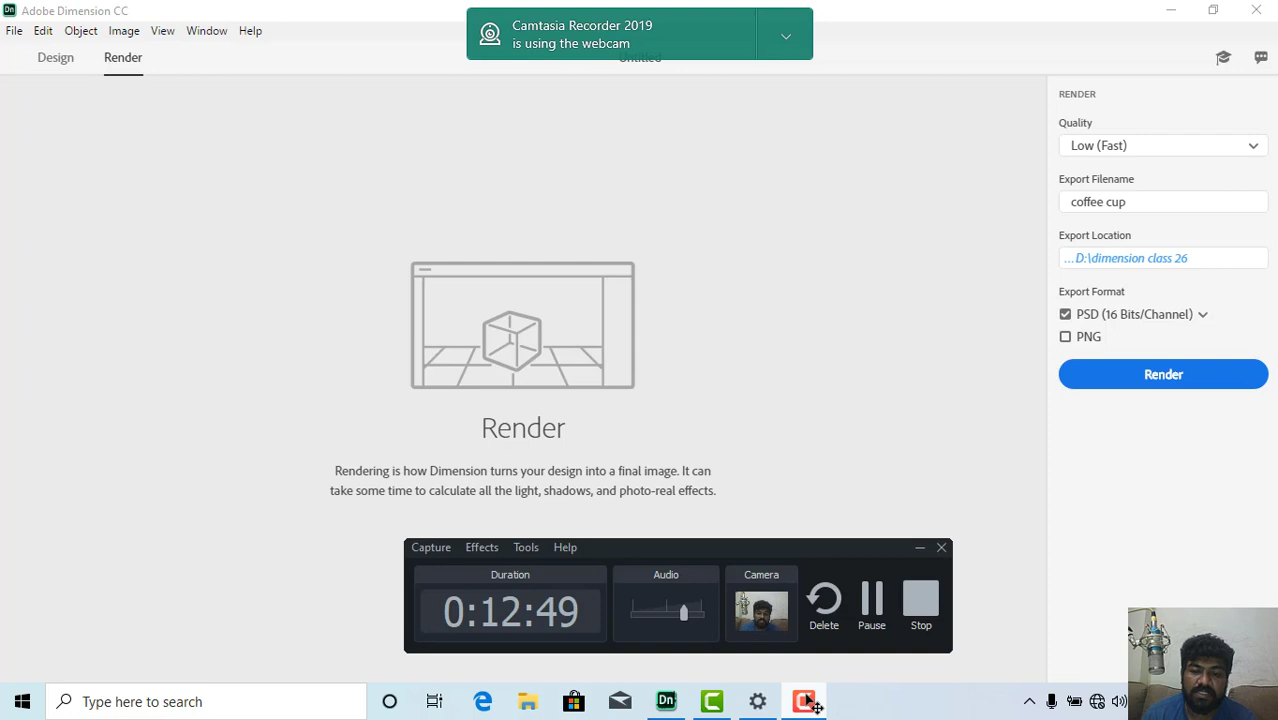 Dn Adobe Dimension CC
Camtasia Recorder 2019
is using the webcam
File Edit Object Image View Window Help
Design Render
Untitled
RENDER
Quality
Low (Fast)
Export Filename
coffee cup
Export Location
...D:\dimension class 26
Export Format
PSD (16 Bits/Channel)
PNG
Render
Render
Rendering is how Dimension turns your design into a final image. It can
take some time to calculate all the light, shadows, and photo-real effects.
Capture Effects Tools Help
Duration Audio Camera
0:12:49
Delete Pause Stop
Type here to search
Dn